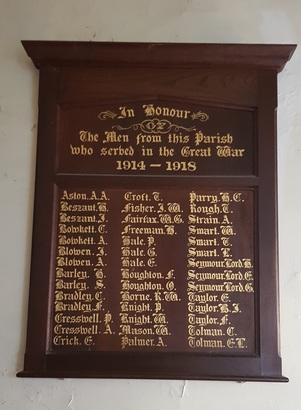 In Honour
OF
The Men from this Parish
who served in the Great War
1914 – 1918
Aston. A.A.
Beszant. H.
Beszant. J.
Bowkett. C.
Bowkett. A.
Blowen. J.
Blowen. A.
Barley. H.
Barley. S.
Bradley. C.
Bradley. F.
Cresswell. P.
Cresswell. A.
Crick. E.
Croft. T.
Fisher. J.W.
Fairfax. W.G.
Freeman. H.
Hale. P.
Hale. G.
Hale. E.
Houghton. F.
Houghton. O.
Horne. R.W.
Knight. P.
Knight. W.
Mason. W.
Palmer. A.
Parry. H.C.
Rough. T.
Strain. A.
Smart. W.
Smart. T.
Smart. L.
Seymour. Lord H.
Seymour. Lord E.
Seymour. Lord G.
Taylor. E.
Taylor. H.J.
Taylor. F.
Tolman. C.
Tolman. E.L.